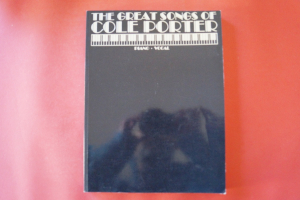 THE GREAT SONGS OF
COLE PORTER
PIANO • VOCAL